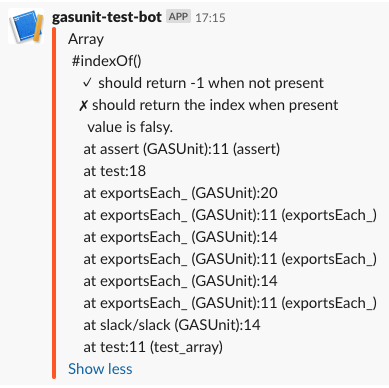 gasunit-test-bot APP 17:15
Array
#indexOf()
✓ should return -1 when not present
✗ should return the index when present
value is falsy.
at assert (GASUnit):11 (assert)
at test:18
at exportsEach_ (GASUnit):20
at exportsEach_ (GASUnit):11 (exportsEach_)
at exportsEach_ (GASUnit):14
at exportsEach_ (GASUnit):11 (exportsEach_)
at exportsEach_ (GASUnit):14
at exportsEach_ (GASUnit):11 (exportsEach_)
at slack/slack (GASUnit):14
at test:11 (test_array)
Show less